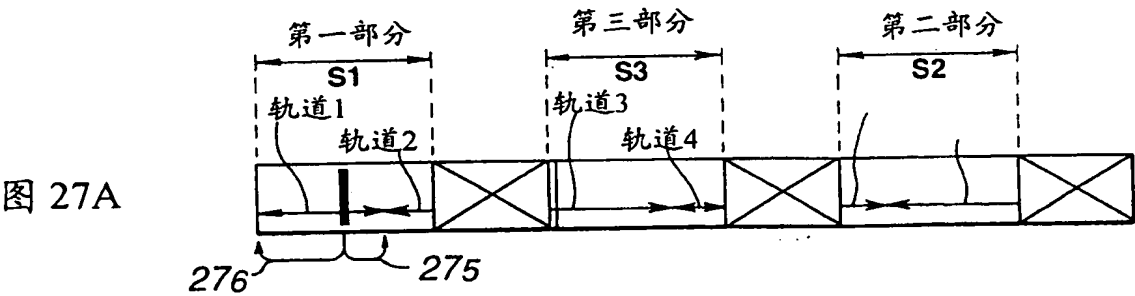 第一部分 第三部分 第二部分
S1 S3 S2
轨道1 轨道3
轨道2 轨道4
图 27A
276 275